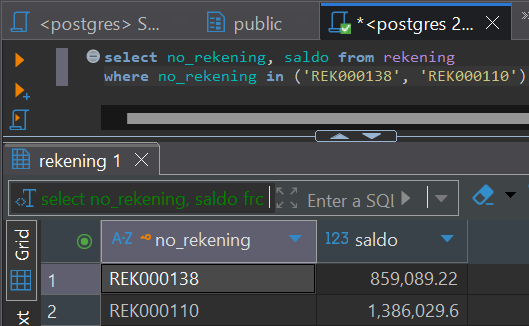 <postgres> S... public *<postgres 2...
select no_rekening, saldo from rekening
where no_rekening in ('REK000138', 'REK000110')
rekening 1
select no_rekening, saldo frc Enter a SQL
Grid A-Z no_rekening 123 saldo
1 REK000138 859,089.22
2 REK000110 1,386,029.6
xt